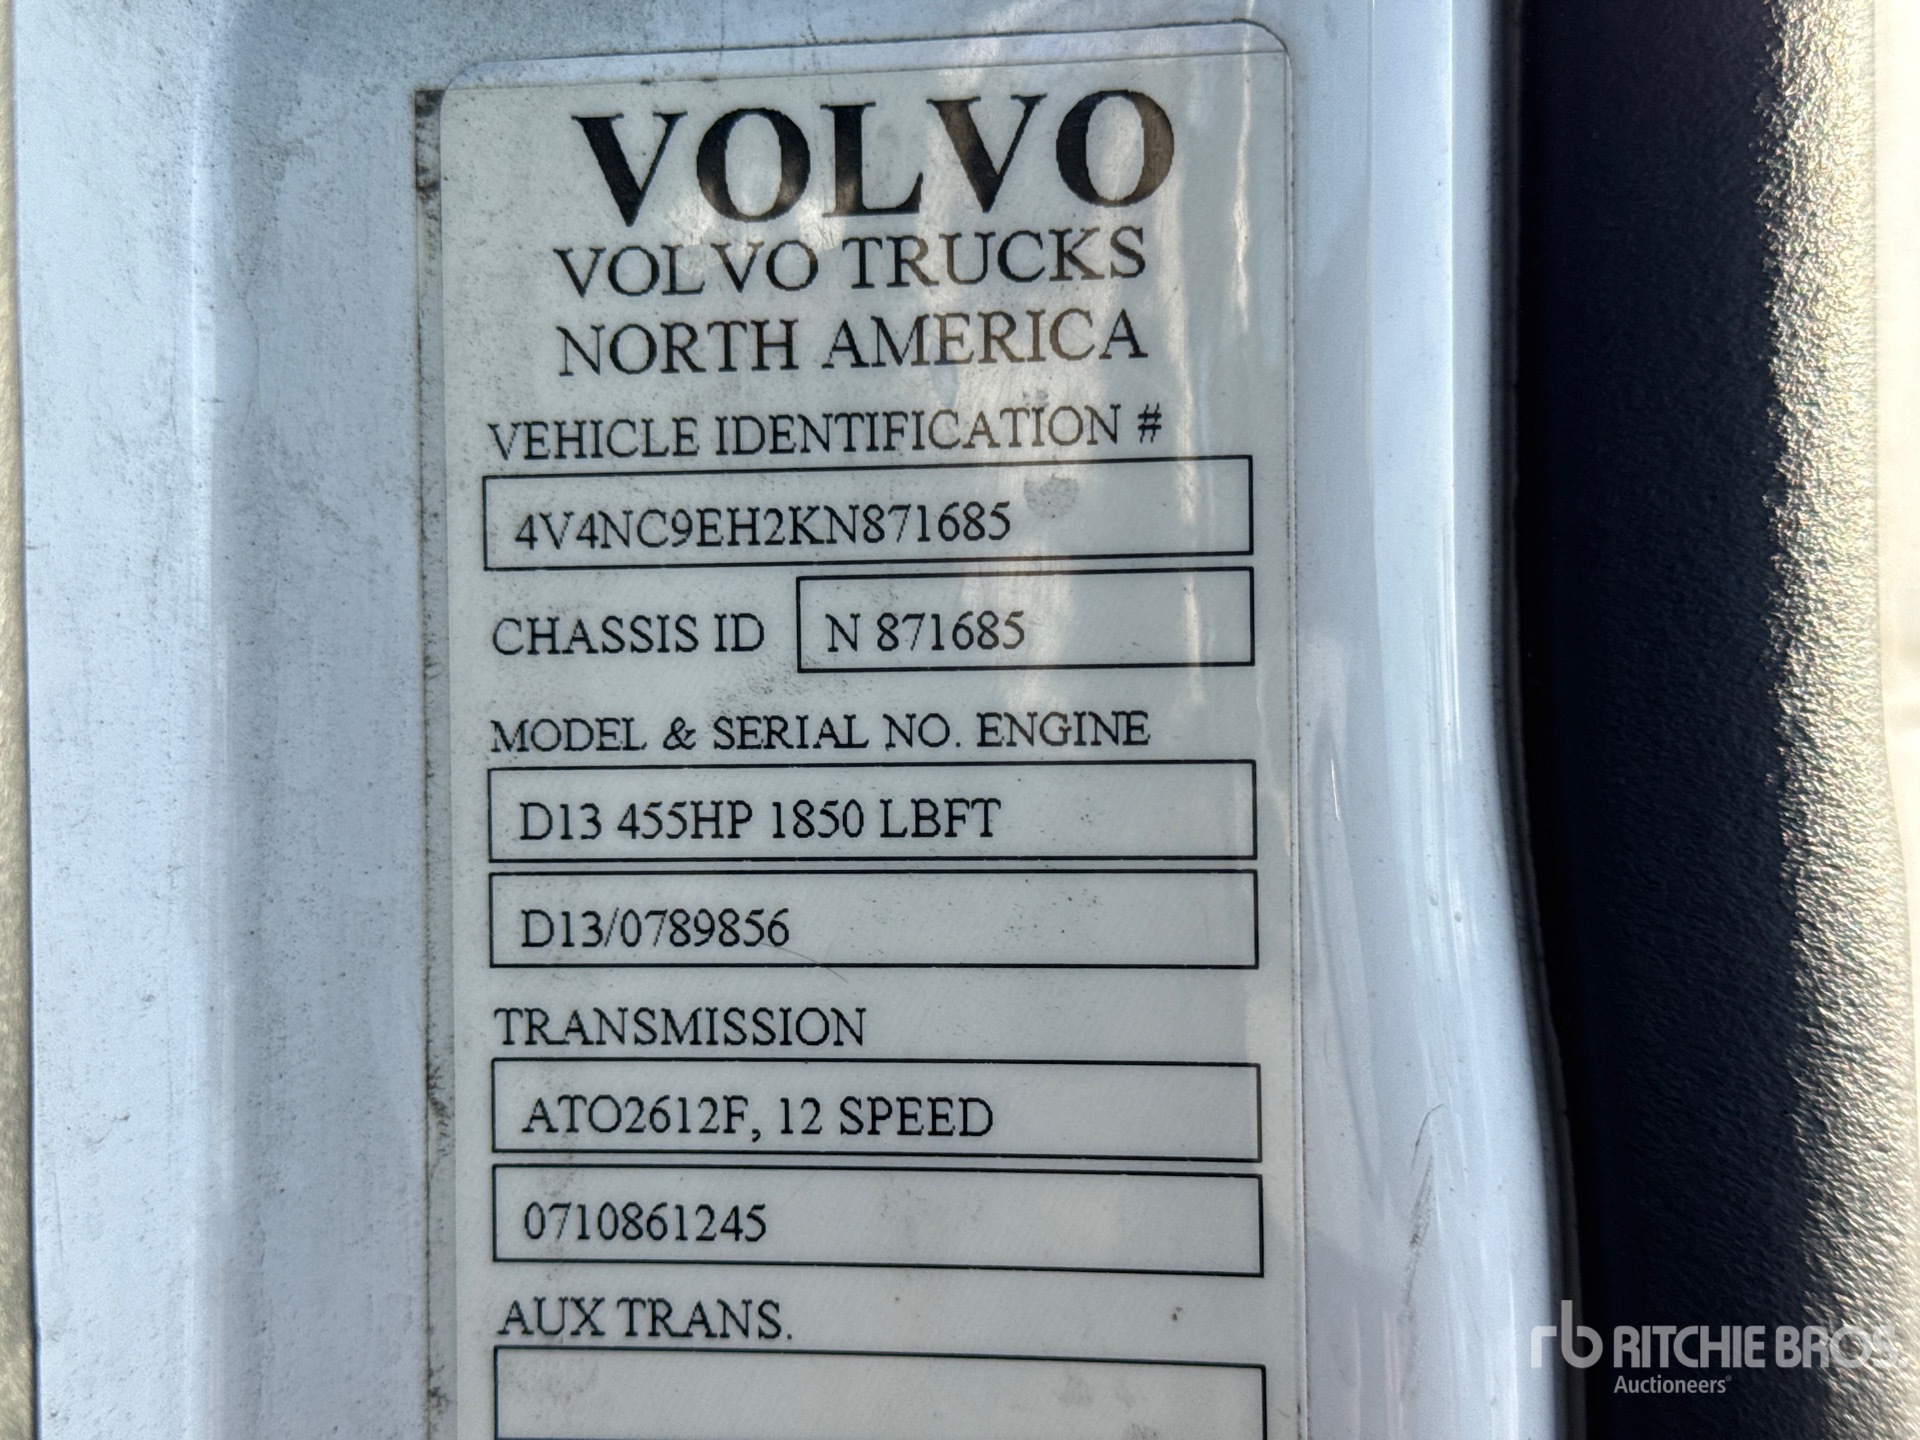 VOLVO
VOLVO TRUCKS
NORTH AMERICA
VEHICLE IDENTIFICATION #
4V4NC9EH2KN871685
CHASSIS ID N 871685
MODEL & SERIAL NO. ENGINE
D13 455HP 1850 LBFT
D13/0789856
TRANSMISSION
ATO2612F, 12 SPEED
0710861245
AUX TRANS.
rb RITCHIE BROS.
Auctioneers